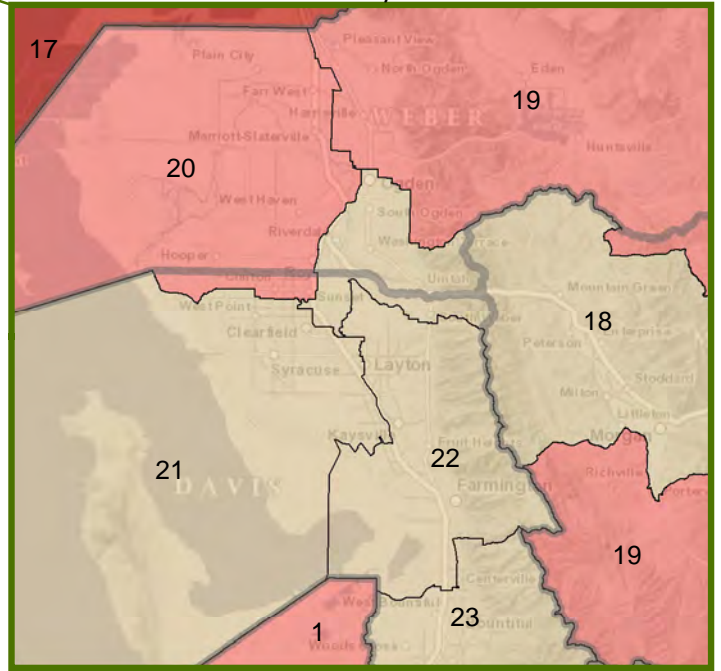 17
Plain City
Pleasant View
North Ogden
Eden
Farr West
Harrisville
WEBER
19
Marriott-Slaterville
Huntsville
20
Ogden
West Haven
South Ogden
Riverdale
Washington Terrace
Hooper
Uintah
Clinton
Roy
Mountain Green
Sunset
West Point
18
Enterprise
Clearfield
Peterson
Layton
Syracuse
Stoddard
Milton
Littleton
Kaysville
Morgan
Fruit Heights
22
21
DAVIS
Richville
Farmington
Porterv
19
Centerville
West Bountiful
23
1
Bountiful
Woods Cross